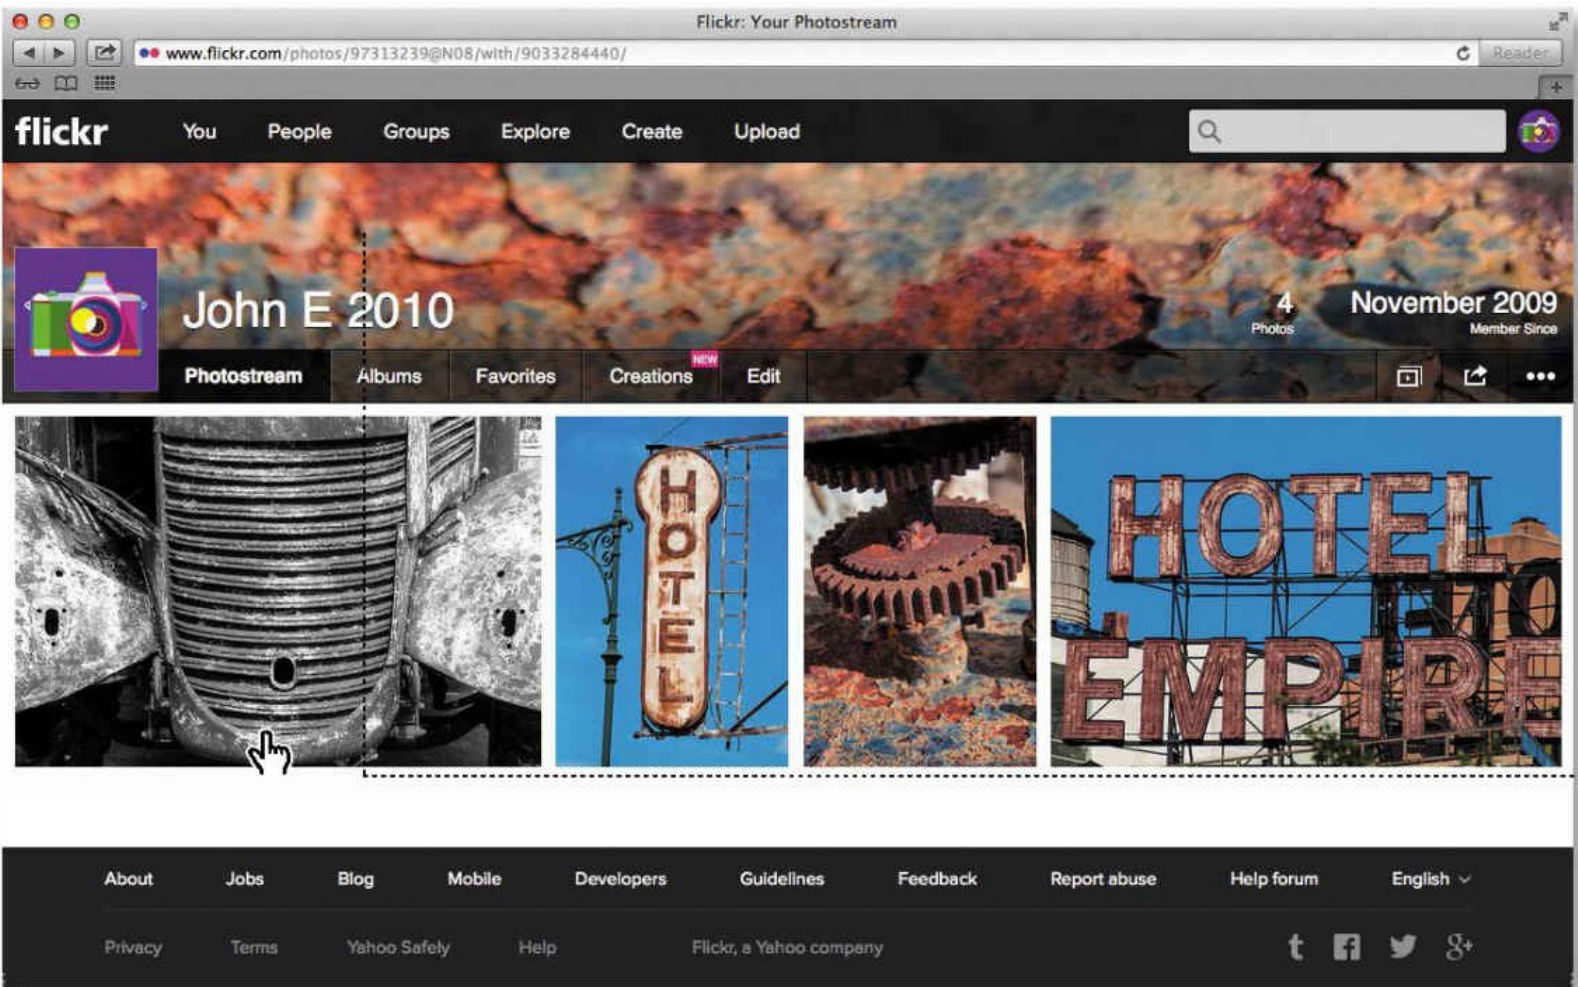 Flickr: Your Photostream
www.flickr.com/photos/97313239@N08/with/9033284440/
Reader
flickr You People Groups Explore Create Upload
John E 2010
4
Photos
November 2009
Member Since
Photostream Albums Favorites Creations NEW Edit
HOTEL
HOTEL
EMPIRE
About Jobs Blog Mobile Developers Guidelines Feedback Report abuse Help forum English
Privacy Terms Yahoo Safely Help Flickr, a Yahoo company